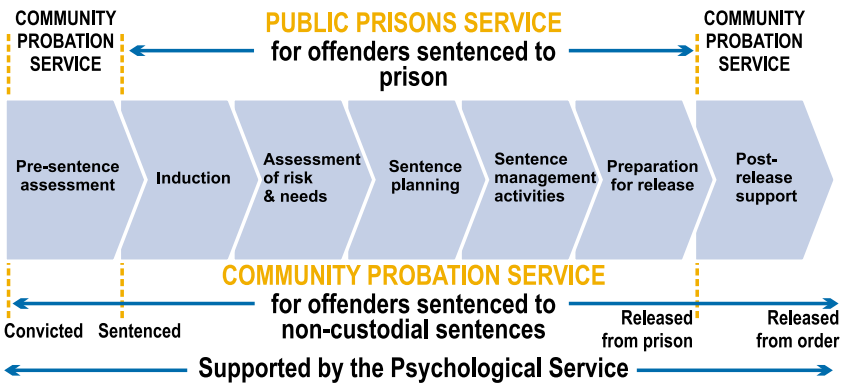 COMMUNITY
PROBATION
SERVICE
PUBLIC PRISONS SERVICE
for offenders sentenced to
prison
COMMUNITY
PROBATION
SERVICE
Pre-sentence
assessment
Induction
Assessment
of risk
& needs
Sentence
planning
Sentence
management
activities
Preparation
for release
Post-
release
support
COMMUNITY PROBATION SERVICE
for offenders sentenced to
non-custodial sentences
Convicted
Sentenced
Released
from prison
Released
from order
Supported by the Psychological Service